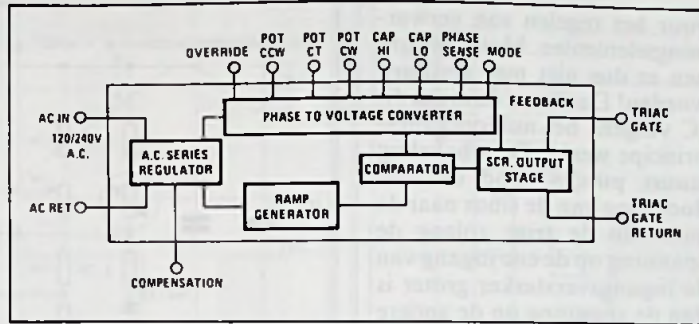 OVERRIDE
POT CCW
POT CT
POT CW
CAP HI
CAP LO
PHASE SENSE
MODE
AC IN
120/240V
A.C.
AC RET
PHASE TO VOLTAGE CONVERTER
FEEDBACK
TRIAC
GATE
A.C. SERIES
REGULATOR
RAMP
GENERATOR
COMPARATOR
SCR. OUTPUT
STAGE
TRIAC
GATE
RETURN
COMPENSATION